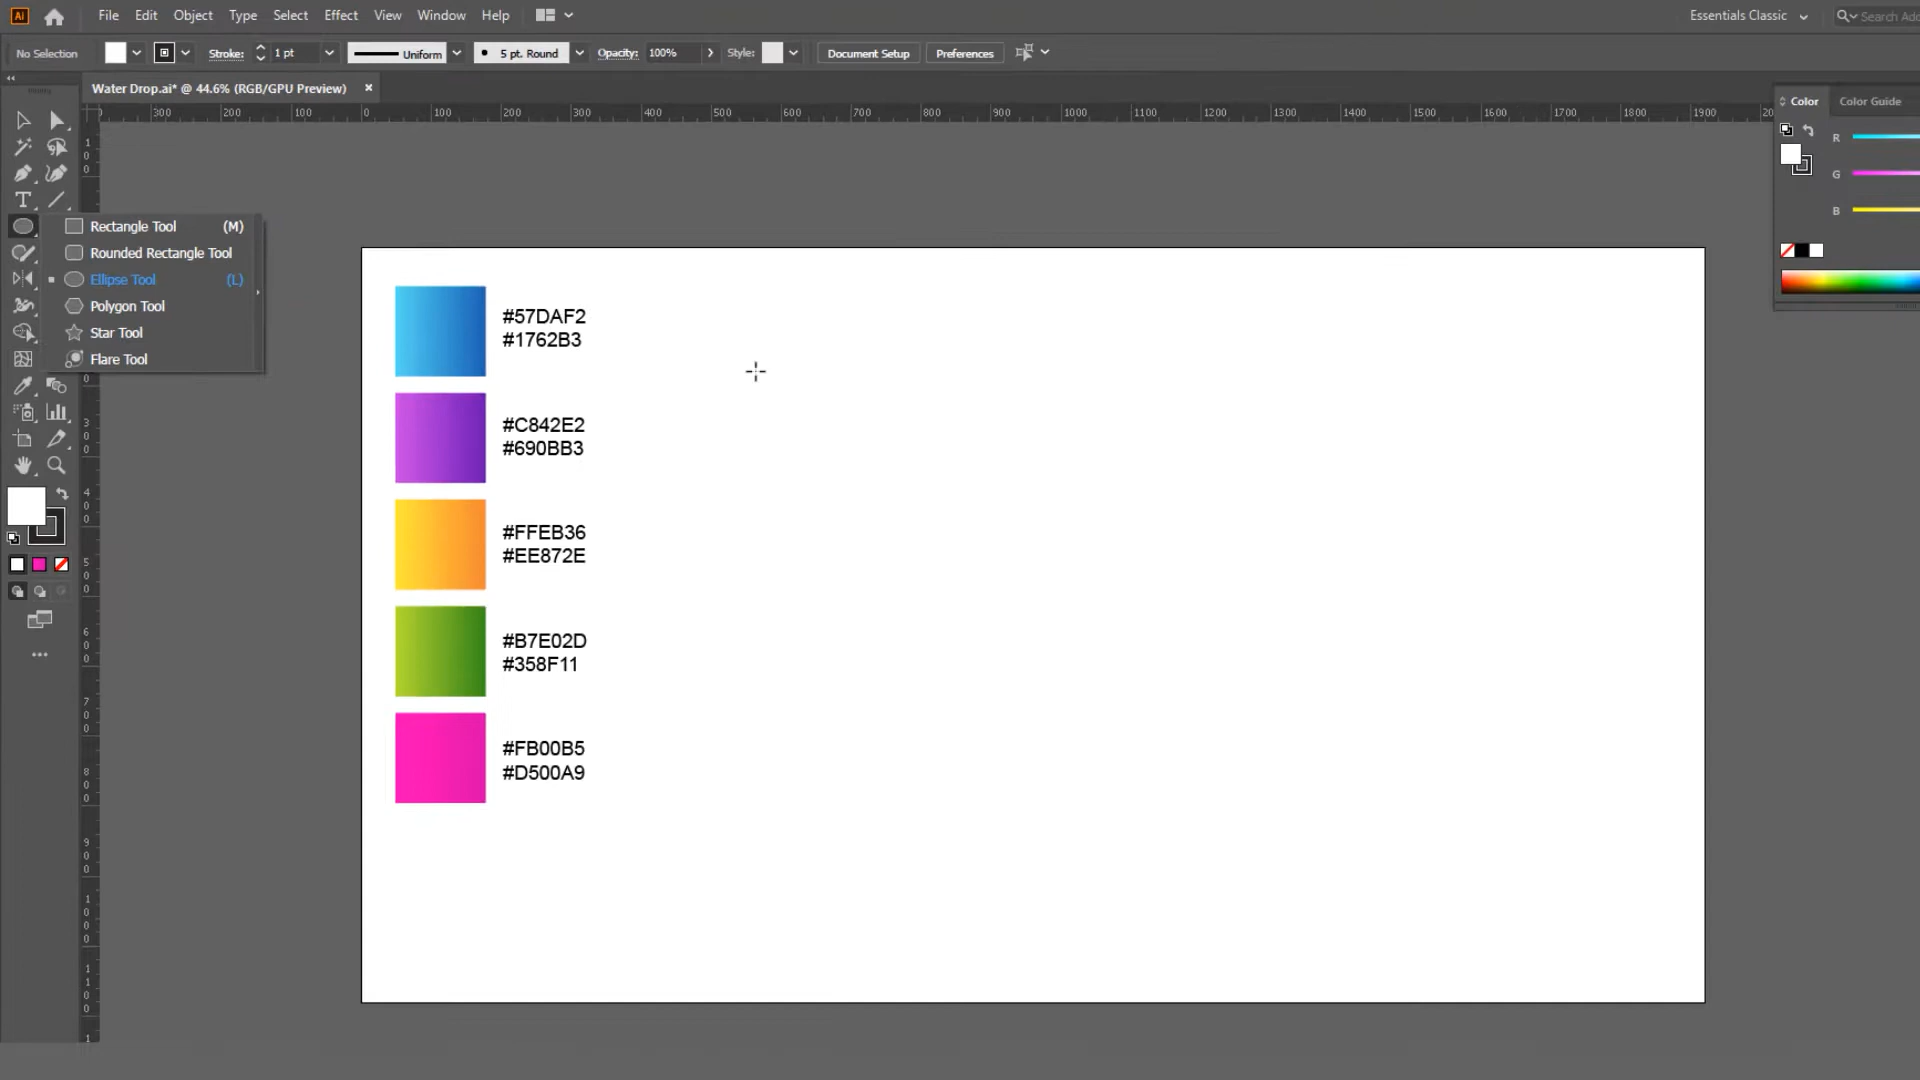 Ai File Edit Object Type Select Effect View Window Help Essentials Classic
No Selection Stroke: 1 pt Uniform 5 pt. Round Opacity: 100% Style: Document Setup Preferences
Water Drop.ai* @ 44.6% (RGB/GPU Preview) ×
Color Color Guide
300 200 100 0 100 200 300 400 500 600 700 800 900 1000 1100 1200 1300 1400 1500 1600 1700 1800 1900
R
G
B
Rectangle Tool (M)
Rounded Rectangle Tool
Ellipse Tool (L)
Polygon Tool
Star Tool
Flare Tool
#57DAF2
#1762B3
#C842E2
#690BB3
#FFEB36
#EE872E
#B7E02D
#358F11
#FB00B5
#D500A9